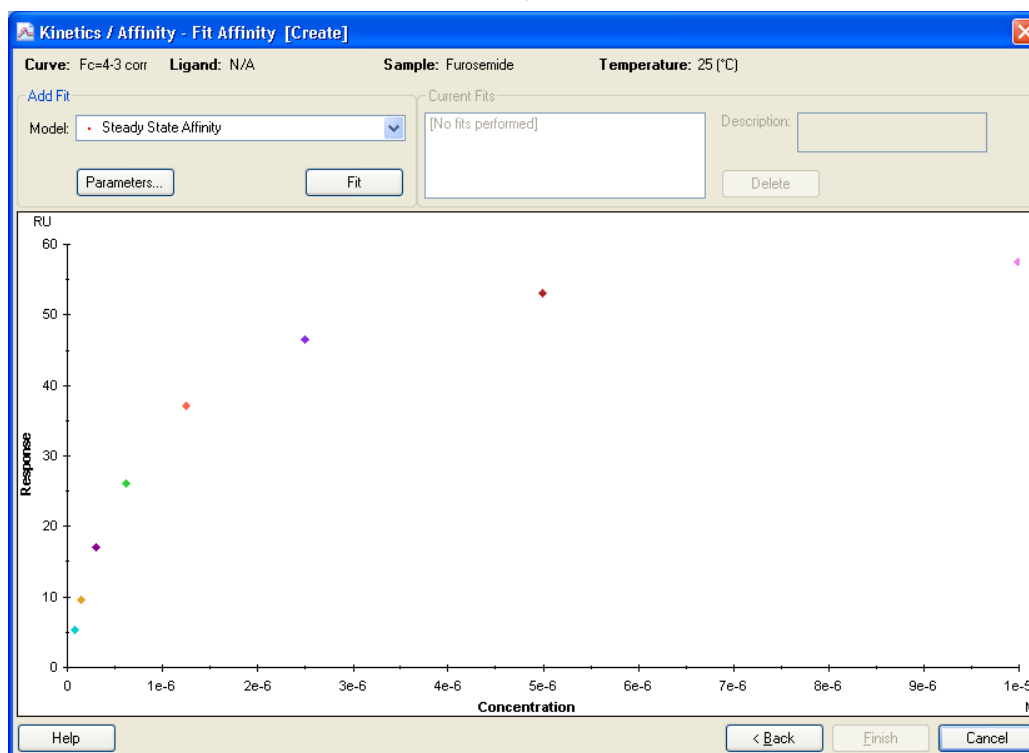 Kinetics / Affinity - Fit Affinity [Create]
Curve: Fc=4-3 corr Ligand: N/A Sample: Furosemide Temperature: 25 (°C)
Add Fit
Model: Steady State Affinity
Parameters...
Fit
Current Fits
[No fits performed]
Description:
Delete
RU
60
50
40
30
20
10
0
Response
0 1e-6 2e-6 3e-6 4e-6 5e-6 6e-6 7e-6 8e-6 9e-6 1e-5
Concentration
Help
< Back
Finish
Cancel